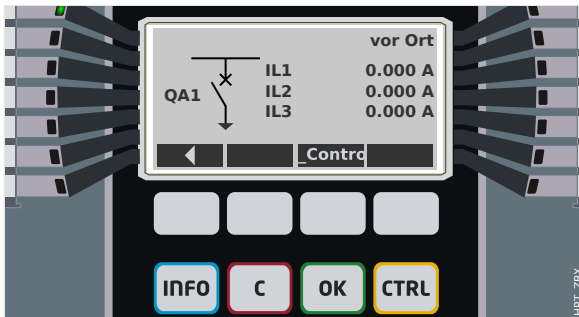 vor Ort
IL1 0.000 A
QA1 IL2 0.000 A
IL3 0.000 A
_Contro
INFO C OK CTRL